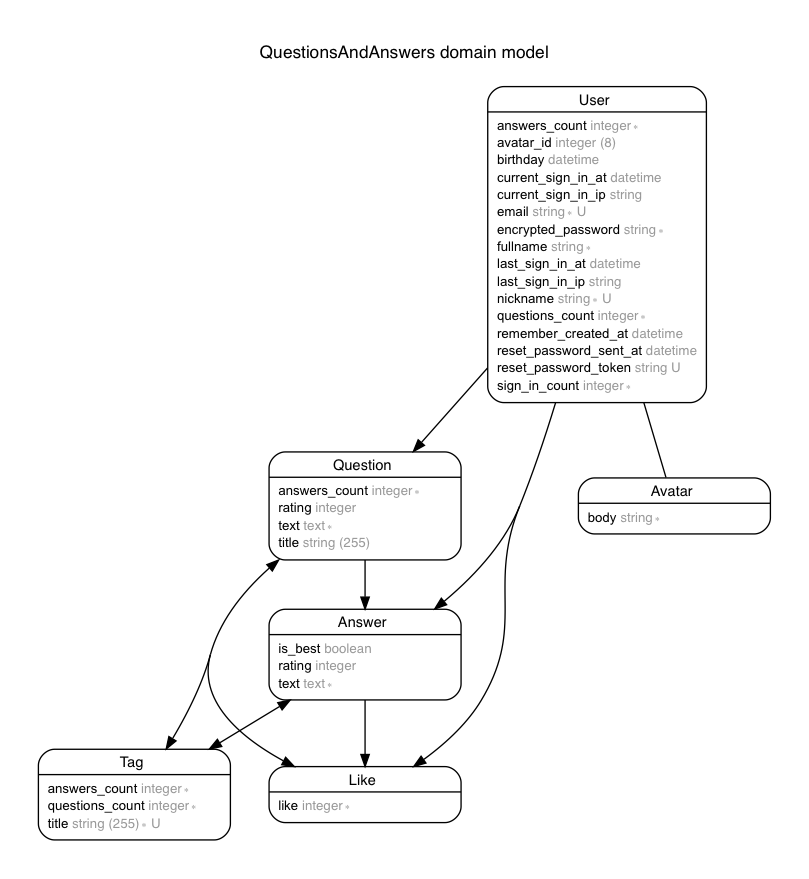 QuestionsAndAnswers domain model
User
answers_count integer *
avatar_id integer (8)
birthday datetime
current_sign_in_at datetime
current_sign_in_ip string
email string * U
encrypted_password string *
fullname string *
last_sign_in_at datetime
last_sign_in_ip string
nickname string * U
questions_count integer *
remember_created_at datetime
reset_password_sent_at datetime
reset_password_token string U
sign_in_count integer *
Question
answers_count integer *
rating integer
text text *
title string (255)
Avatar
body string *
Answer
is_best boolean
rating integer
text text *
Tag
answers_count integer *
questions_count integer *
title string (255) * U
Like
like integer *